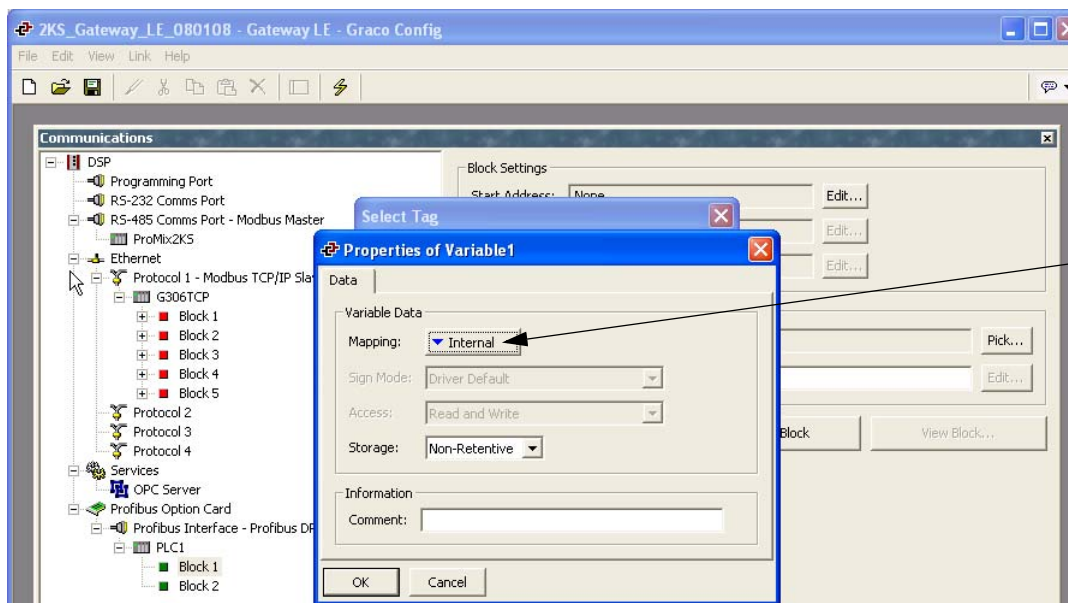 2KS_Gateway_LE_080108 - Gateway LE - Graco Config
File Edit View Link Help
Communications
DSP
Programming Port
RS-232 Comms Port
RS-485 Comms Port - Modbus Master
ProMix2KS
Ethernet
Protocol 1 - Modbus TCP/IP Sla
G306TCP
Block 1
Block 2
Block 3
Block 4
Block 5
Protocol 2
Protocol 3
Protocol 4
Services
OPC Server
Profibus Option Card
Profibus Interface - Profibus DP
PLC1
Block 1
Block 2
Block Settings
Start Address: None Edit...
Edit...
Edit...
Pick...
Edit...
Block View Block...
Select Tag
Properties of Variable1
Data
Variable Data
Mapping: Internal
Sign Mode: Driver Default
Access: Read and Write
Storage: Non-Retentive
Information
Comment:
OK Cancel